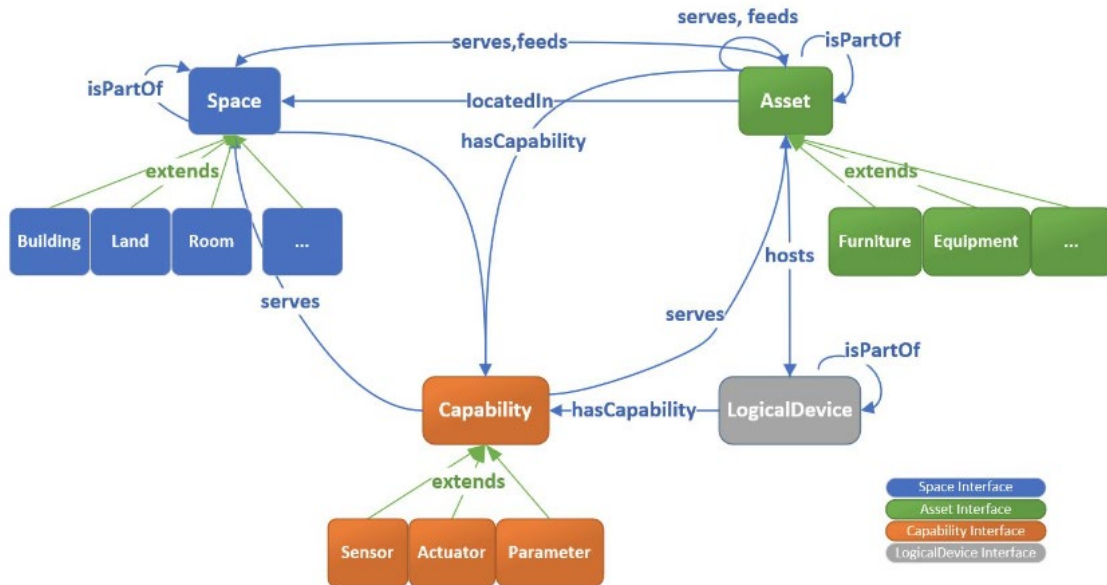 serves, feeds
serves,feeds
isPartOf
isPartOf
Space
locatedIn
Asset
hasCapability
extends
extends
Building
Land
Room
...
Furniture
Equipment
...
hosts
serves
serves
isPartOf
Capability
hasCapability
LogicalDevice
extends
Space Interface
Asset Interface
Capability Interface
LogicalDevice Interface
Sensor
Actuator
Parameter